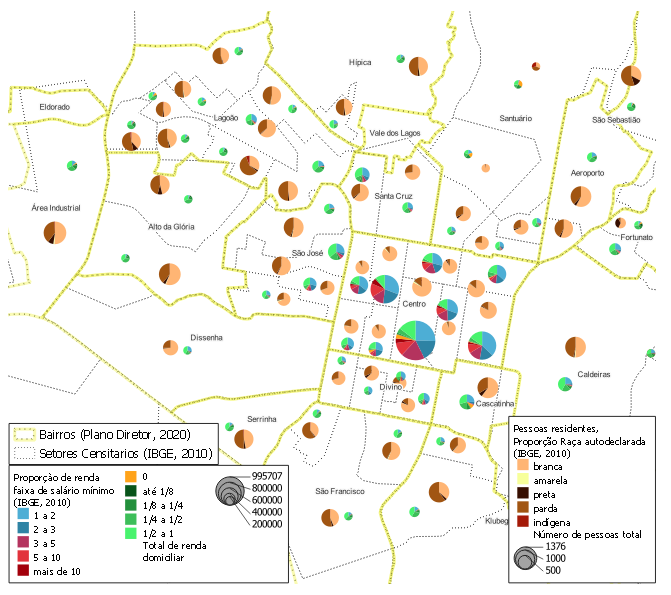 Hípica
Eldorado
Lagoão
Santuário
São Sebastião
Vale dos Lagos
Aeroporto
Santa Cruz
Área Industrial
Alto da Glória
Fortunato
São José
Centro
Dissenha
Caldeiras
Divino
Cascatinha
Serrinha
São Francisco
Klubeg
Bairros (Plano Diretor, 2020)
Setores Censitarios (IBGE, 2010)
Proporção de renda
faixa de salário mínimo
(IBGE, 2010)
1 a 2
2 a 3
3 a 5
5 a 10
mais de 10
0
até 1/8
1/8 a 1/4
1/4 a 1/2
1/2 a 1
Total de renda
domiciliar
995707
800000
600000
400000
200000
Pessoas residentes,
Proporção Raça autodeclarada
(IBGE, 2010)
branca
amarela
preta
parda
indígena
Número de pessoas total
1376
1000
500